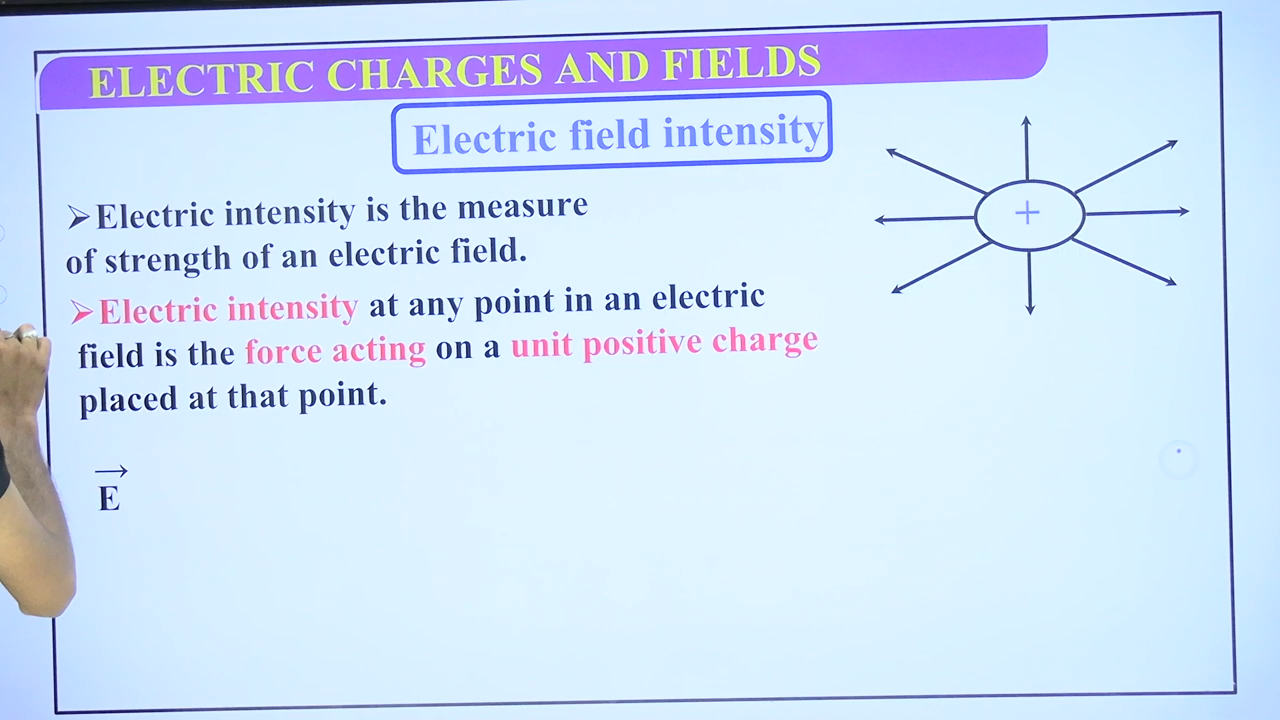 ELECTRIC CHARGES AND FIELDS
Electric field intensity
➢Electric intensity is the measure
of strength of an electric field.
➢Electric intensity at any point in an electric
field is the force acting on a unit positive charge
placed at that point.
E⃗
+